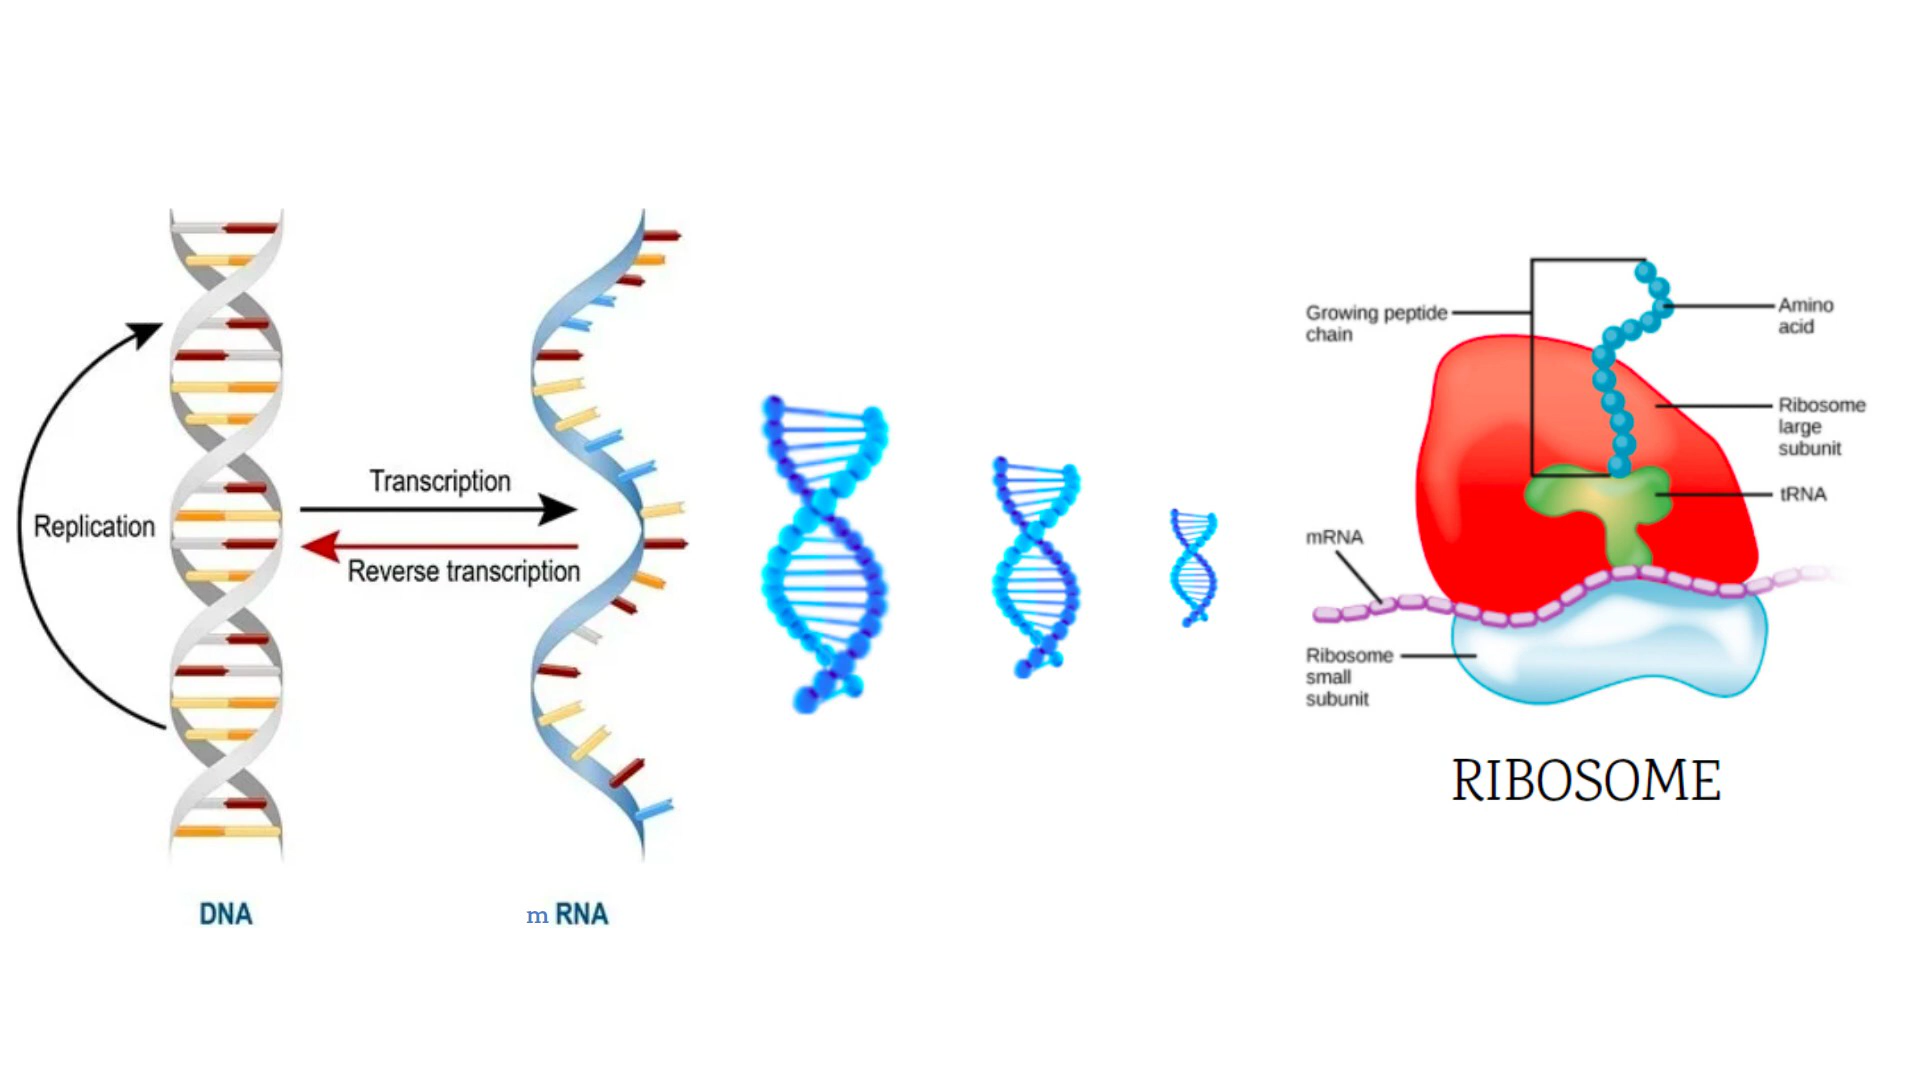 Replication
Transcription
Reverse transcription
DNA
m RNA
Growing peptide
chain
Amino
acid
Ribosome
large
subunit
tRNA
mRNA
Ribosome
small
subunit
RIBOSOME